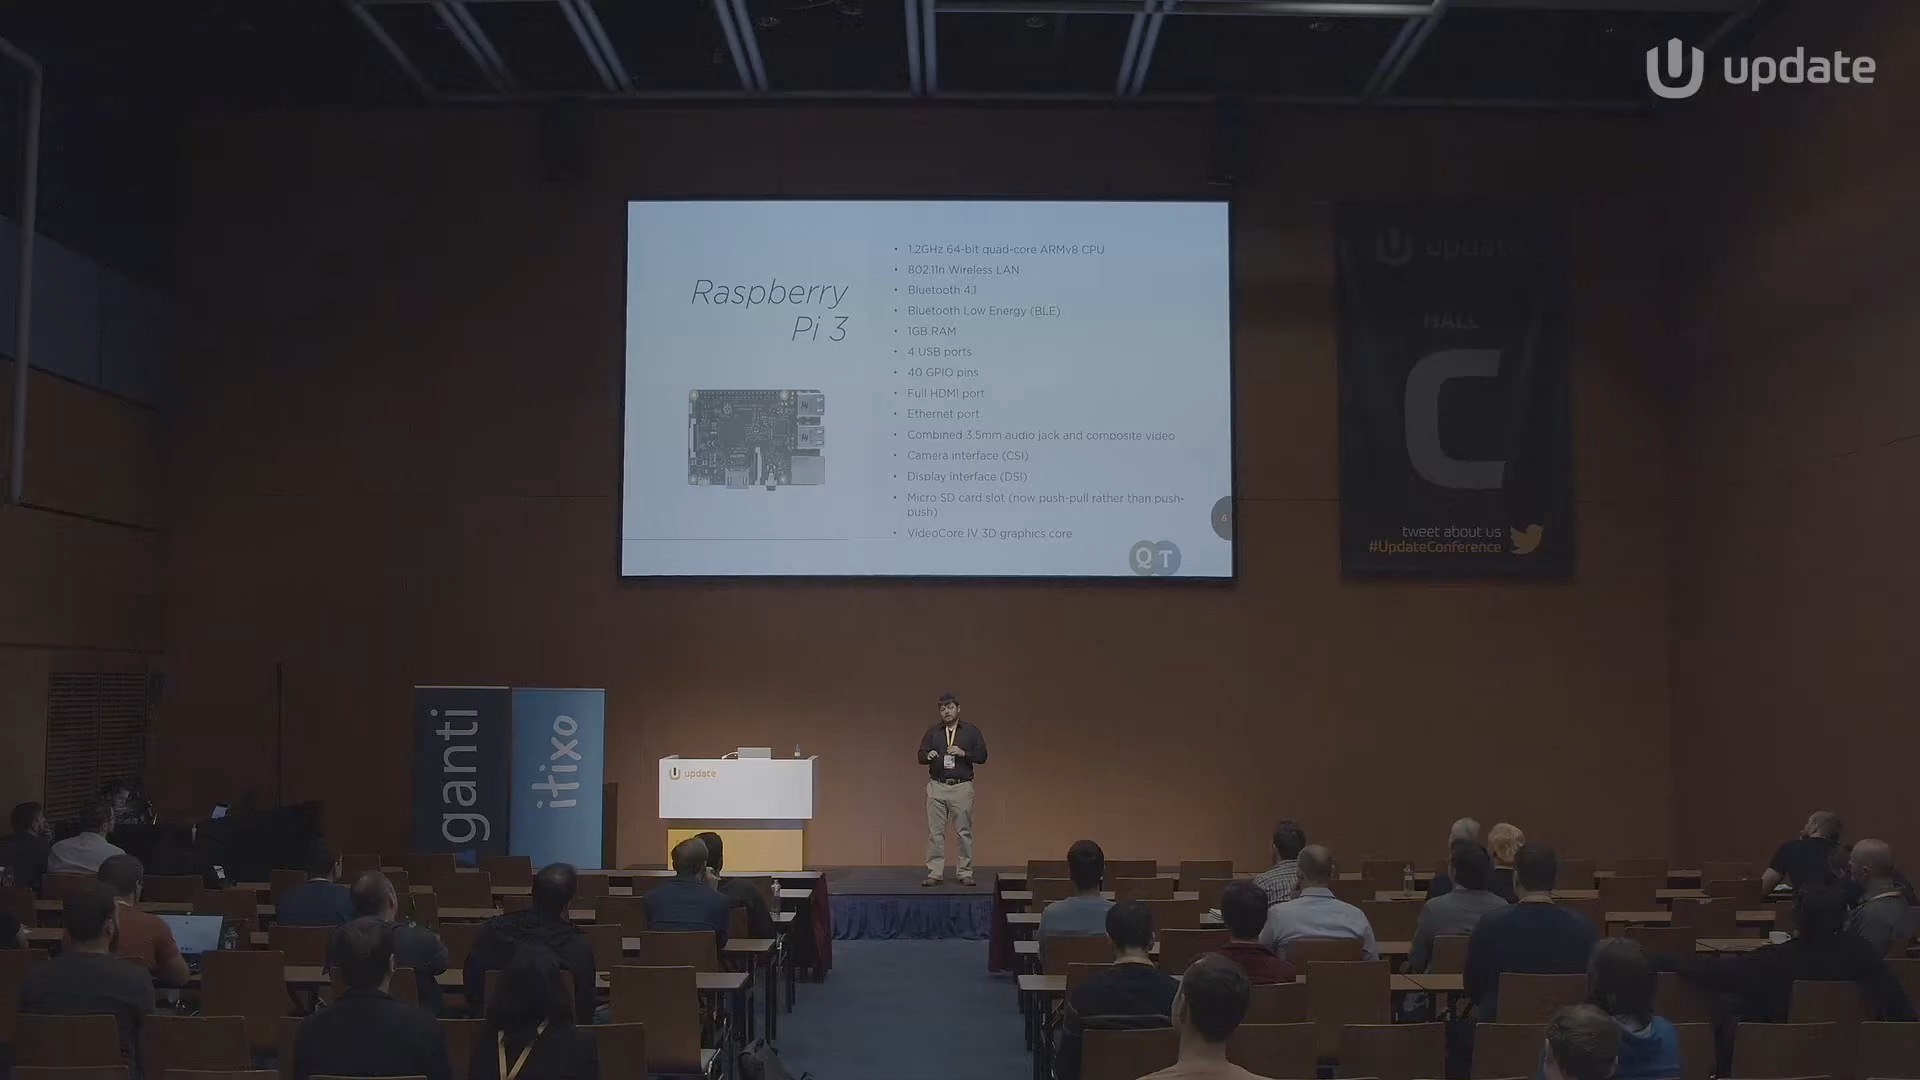 update
Raspberry
Pi 3
• 1.2GHz 64-bit quad-core ARMv8 CPU
• 802.11n Wireless LAN
• Bluetooth 4.1
• Bluetooth Low Energy (BLE)
• 1GB RAM
• 4 USB ports
• 40 GPIO pins
• Full HDMI port
• Ethernet port
• Combined 3.5mm audio jack and composite video
• Camera interface (CSI)
• Display interface (DSI)
• Micro SD card slot (now push-pull rather than push-
push)
• VideoCore IV 3D graphics core
6
QT
update
HALL
C
tweet about us
#UpdateConference
ganti
itixo
update